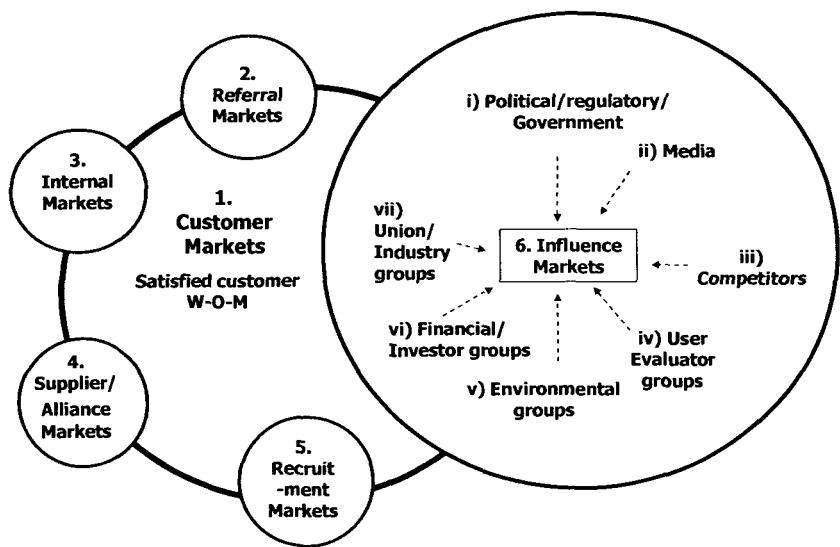 2.
Referral
Markets
3.
Internal
Markets
1.
Customer
Markets
Satisfied customer
W-O-M
4.
Supplier/
Alliance
Markets
5.
Recruit
-ment
Markets
i) Political/regulatory/
Government
ii) Media
vii)
Union/
Industry
groups
6. Influence
Markets
iii)
Competitors
vi) Financial/
Investor groups
iv) User
Evaluator
groups
v) Environmental
groups